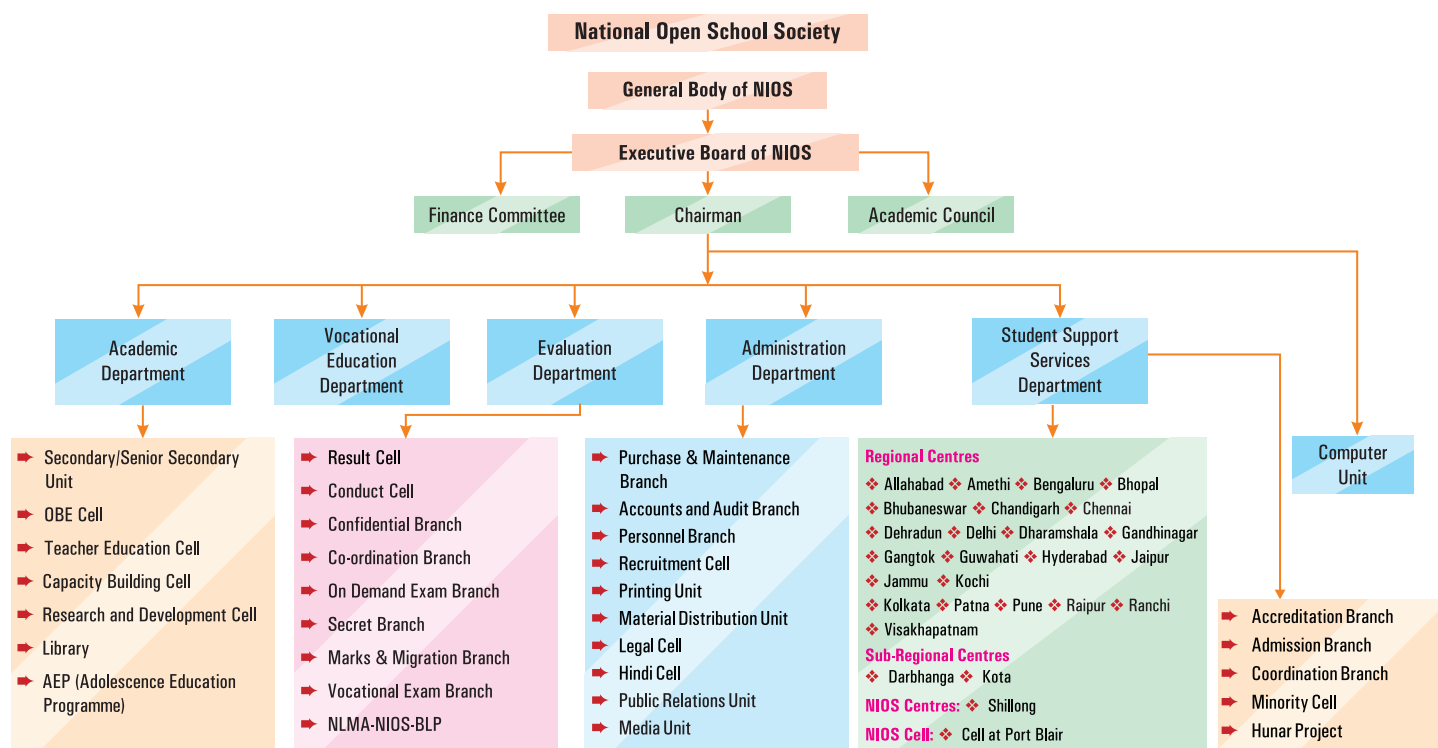 National Open School Society
General Body of NIOS
Executive Board of NIOS
Finance Committee
Chairman
Academic Council
Academic
Department
Vocational
Education
Department
Evaluation
Department
Administration
Department
Student Support
Services
Department
Computer
Unit
Secondary/Senior Secondary
Unit
OBE Cell
Teacher Education Cell
Capacity Building Cell
Research and Development Cell
Library
AEP (Adolescence Education
Programme)
Result Cell
Conduct Cell
Confidential Branch
Co-ordination Branch
On Demand Exam Branch
Secret Branch
Marks & Migration Branch
Vocational Exam Branch
NLMA-NIOS-BLP
Purchase & Maintenance
Branch
Accounts and Audit Branch
Personnel Branch
Recruitment Cell
Printing Unit
Material Distribution Unit
Legal Cell
Hindi Cell
Public Relations Unit
Media Unit
Regional Centres
❖ Allahabad ❖ Amethi ❖ Bengaluru ❖ Bhopal
❖ Bhubaneswar ❖ Chandigarh ❖ Chennai
❖ Dehradun ❖ Delhi ❖ Dharamshala ❖ Gandhinagar
❖ Gangtok ❖ Guwahati ❖ Hyderabad ❖ Jaipur
❖ Jammu ❖ Kochi
❖ Kolkata ❖ Patna ❖ Pune ❖ Raipur ❖ Ranchi
❖ Visakhapatnam
Sub-Regional Centres
❖ Darbhanga ❖ Kota
NIOS Centres: ❖ Shillong
NIOS Cell: ❖ Cell at Port Blair
Accreditation Branch
Admission Branch
Coordination Branch
Minority Cell
Hunar Project